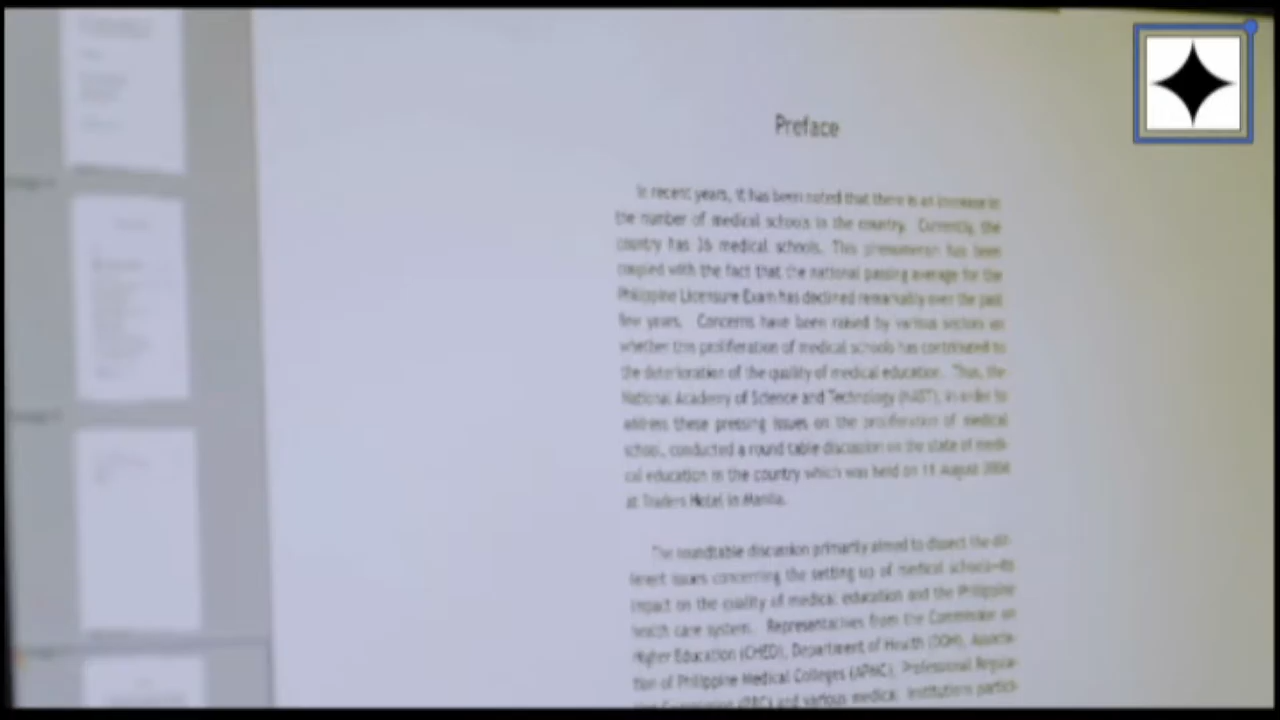 Preface
In recent years, it has been noted that there is an increase in
the number of medical schools in the country. Currently, the
country has 36 medical schools. This phenomenon has been
coupled with the fact that the national passing average for the
Philippine Licensure Exam has declined remarkably over the past
few years. Concerns have been raised by various sectors on
whether this proliferation of medical schools has contributed to
the deterioration of the quality of medical education. Thus, the
National Academy of Science and Technology (NAST), in order to
address these pressing issues on the proliferation of medical
school, conducted a round table discussion on the state of medi-
cal education in the country which was held on 11 August
at Traders Hotel in Manila.
The roundtable discussion primarily aimed to dissect the dif-
ferent issues concerning the setting up of medical schools—its
impact on the quality of medical education and the Philippine
health care system. Representatives from the Commission on
Higher Education (CHED), Department of Health (DOH), Associa-
tion of Philippine Medical Colleges (APMC), Professional Regula-
tion Commission (PRC) and various medical institutions partici-